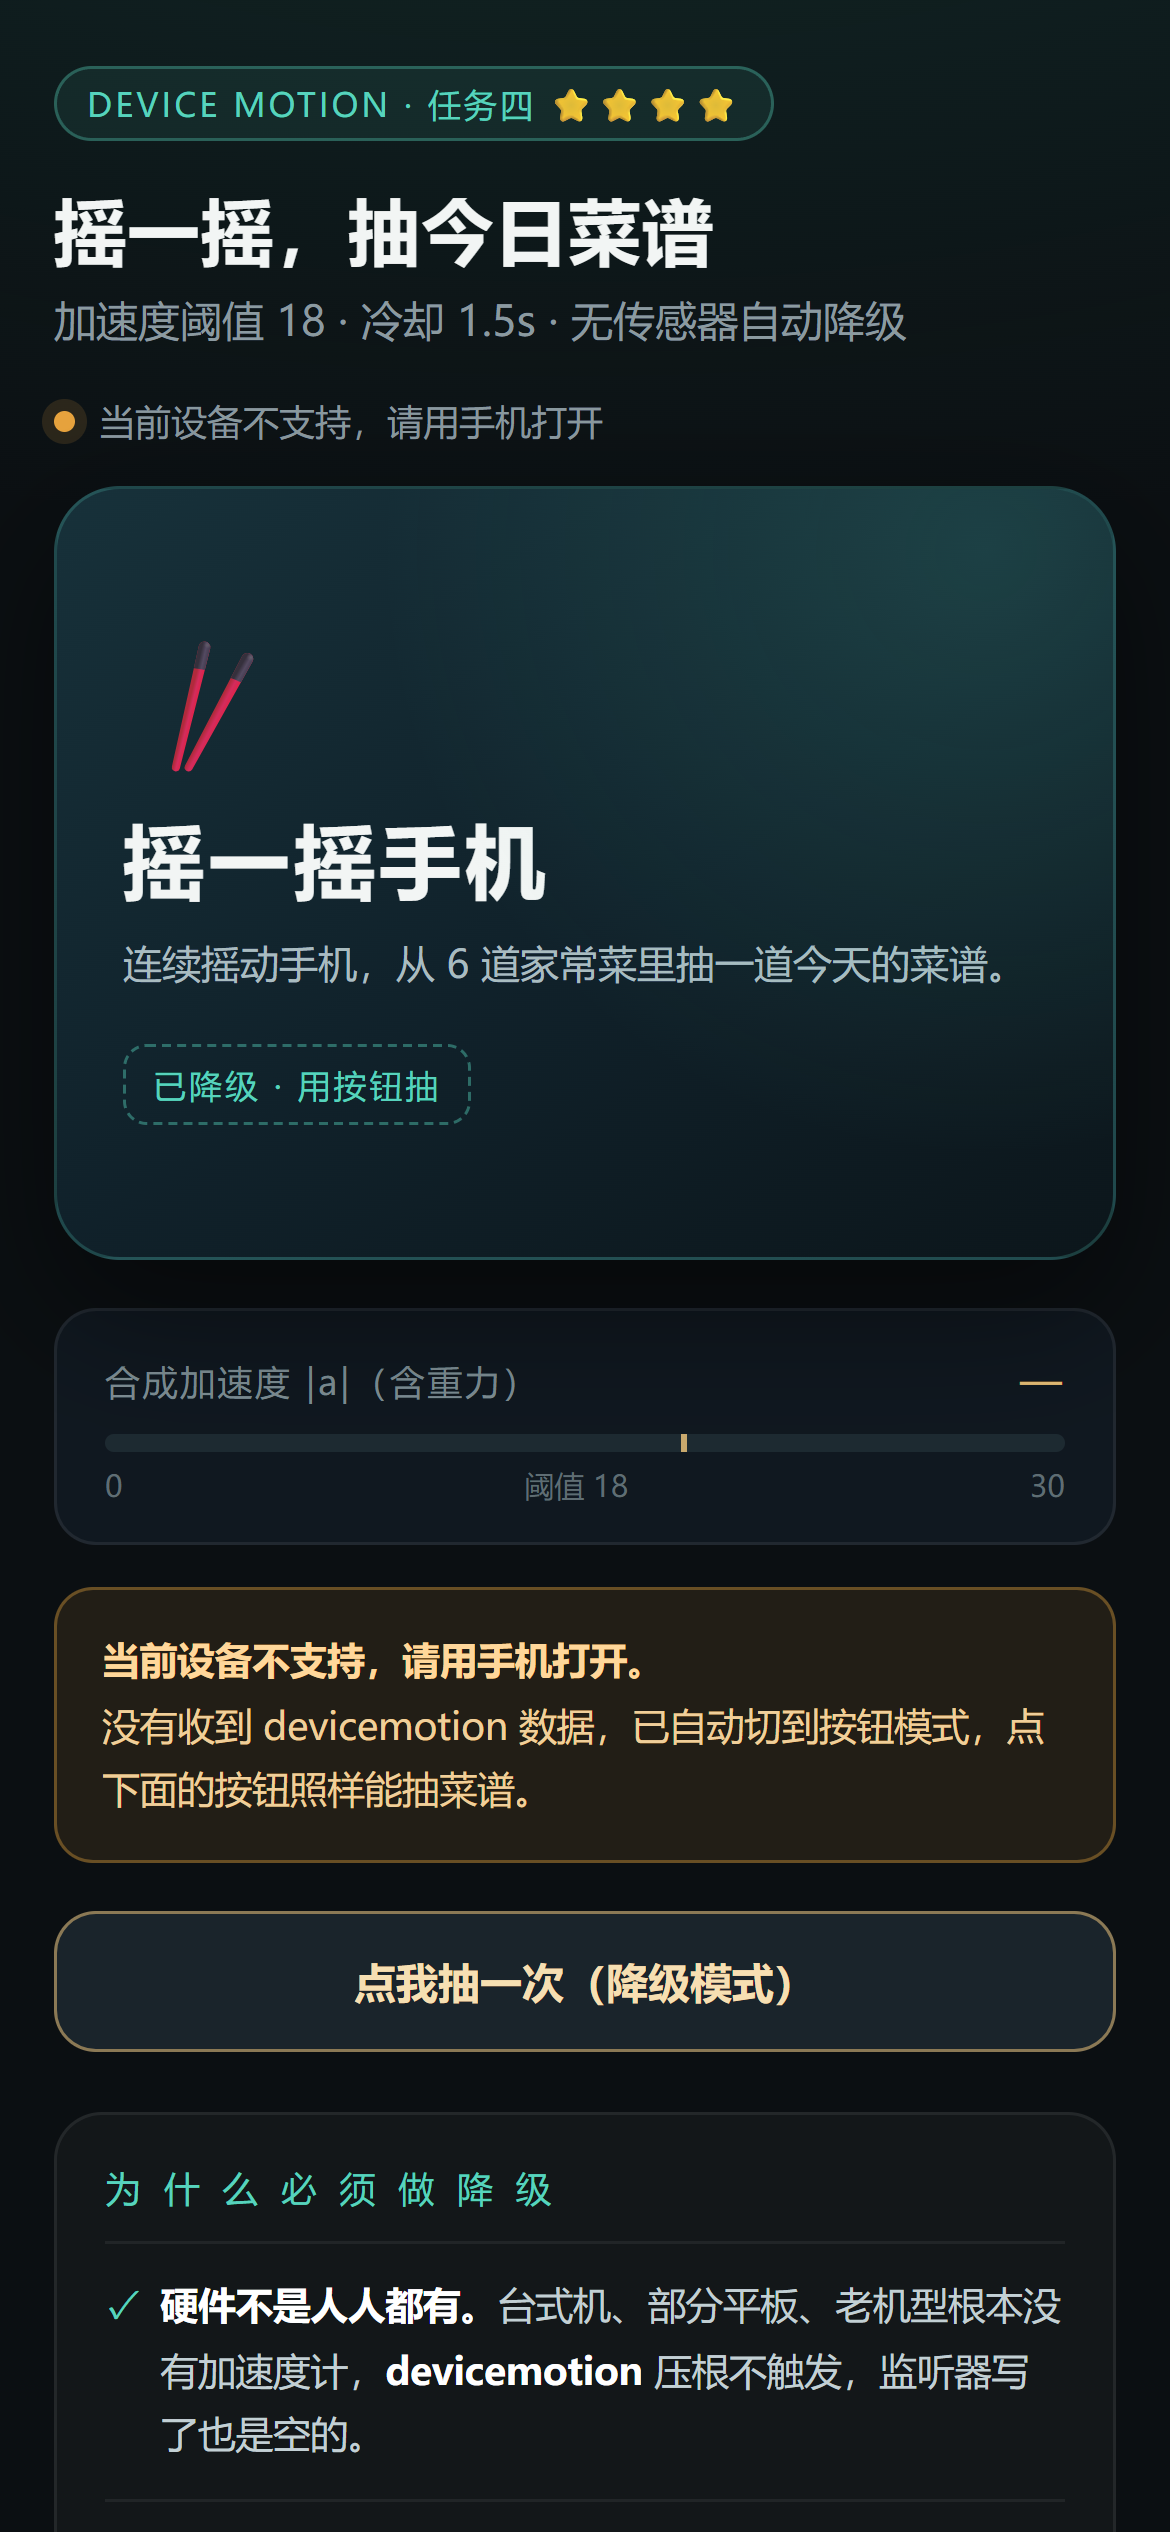 DEVICE MOTION · 任务四 ⭐⭐⭐⭐
摇一摇，抽今日菜谱
加速度阈值 18 · 冷却 1.5s · 无传感器自动降级
当前设备不支持，请用手机打开
摇一摇手机
连续摇动手机，从 6 道家常菜里抽一道今天的菜谱。
已降级 · 用按钮抽
合成加速度 |a|（含重力） —
0 阈值 18 30
当前设备不支持，请用手机打开。
没有收到 devicemotion 数据，已自动切到按钮模式，点
下面的按钮照样能抽菜谱。
点我抽一次（降级模式）
为什么必须做降级
✓ 硬件不是人人都有。台式机、部分平板、老机型根本没
有加速度计，devicemotion 压根不触发，监听器写
了也是空的。